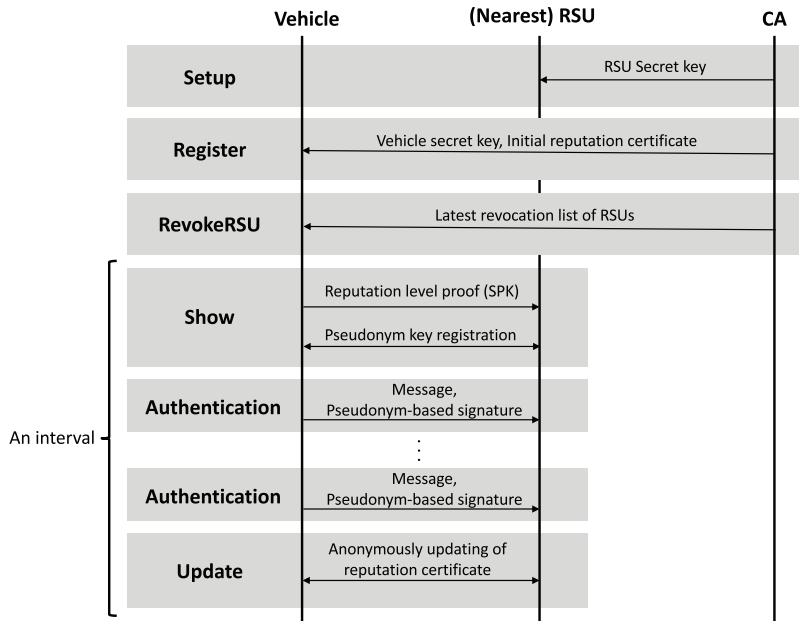 Vehicle
(Nearest) RSU
CA
Setup
RSU Secret key
Register
Vehicle secret key, Initial reputation certificate
RevokeRSU
Latest revocation list of RSUs
An interval
Show
Reputation level proof (SPK)
Pseudonym key registration
Authentication
Message,
Pseudonym-based signature
Authentication
Message,
Pseudonym-based signature
Update
Anonymously updating of
reputation certificate